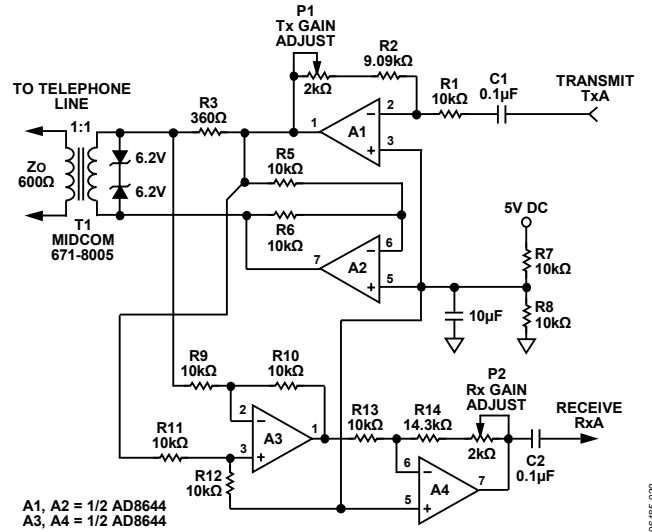 P1
Tx GAIN
ADJUST
R2
9.09kΩ
2kΩ
R1
10kΩ
C1
0.1µF
TRANSMIT
TxA
TO TELEPHONE
LINE
1:1
ZO
600Ω
T1
MIDCOM
671-8005
6.2V
6.2V
R3
360Ω
1
A1
2
3
R5
10kΩ
R6
10kΩ
7
A2
6
5
5V DC
R7
10kΩ
R8
10kΩ
10µF
R9
10kΩ
R10
10kΩ
R11
10kΩ
R12
10kΩ
2
3
A3
1
R13
10kΩ
R14
14.3kΩ
P2
Rx GAIN
ADJUST
2kΩ
6
5
A4
7
C2
0.1µF
RECEIVE
RxA
A1, A2 = 1/2 AD8644
A3, A4 = 1/2 AD8644